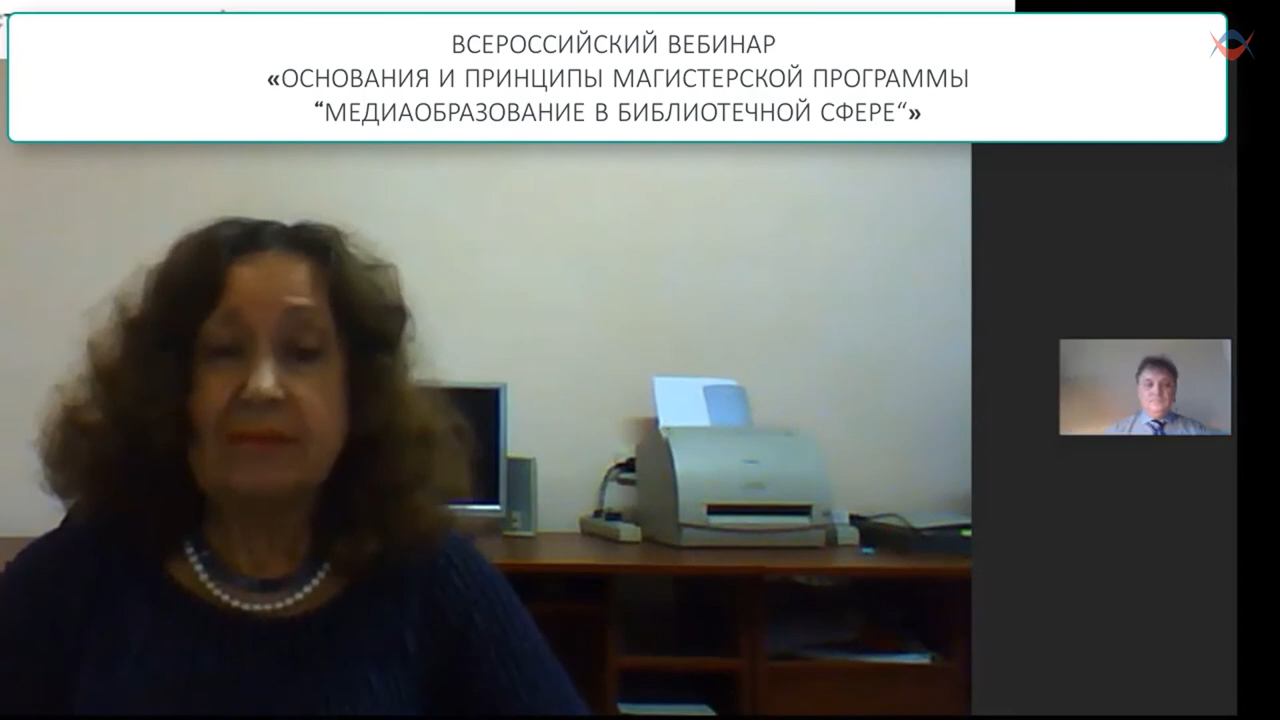 ВСЕРОССИЙСКИЙ ВЕБИНАР
«ОСНОВАНИЯ И ПРИНЦИПЫ МАГИСТЕРСКОЙ ПРОГРАММЫ
“МЕДИАОБРАЗОВАНИЕ В БИБЛИОТЕЧНОЙ СФЕРЕ“»